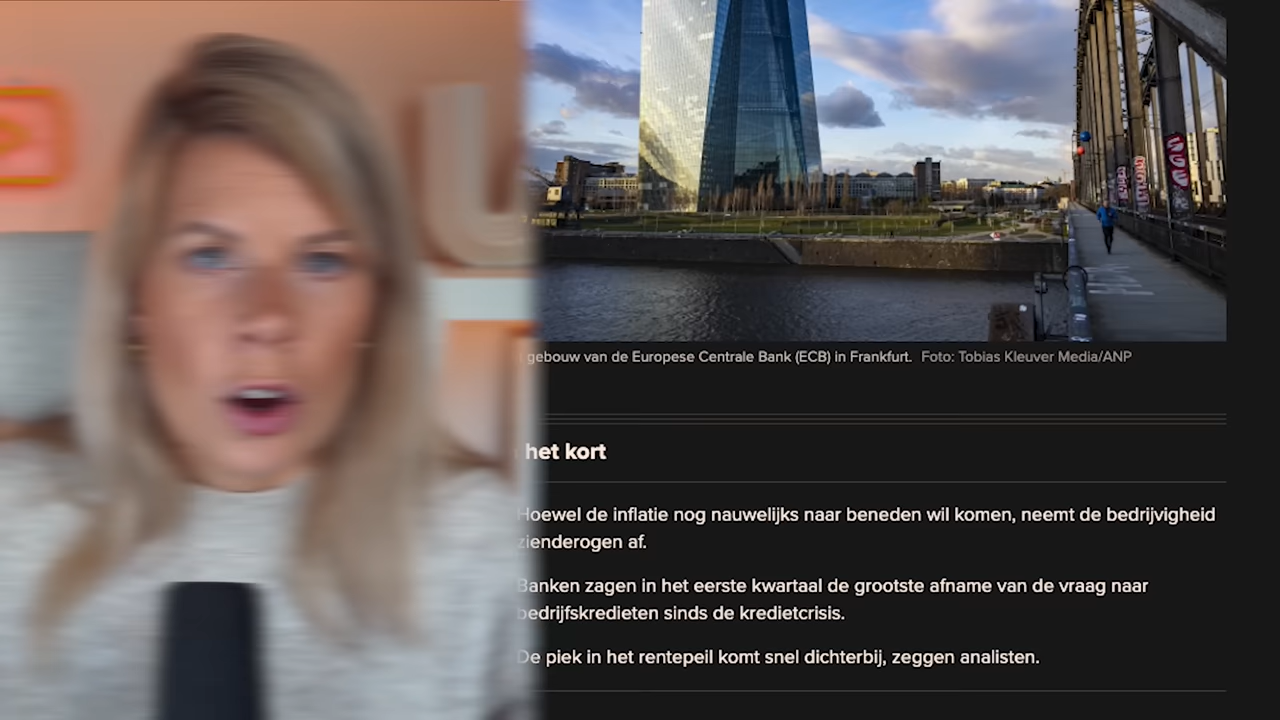 gebouw van de Europese Centrale Bank (ECB) in Frankfurt. Foto: Tobias Kleuver Media/ANP
het kort
Hoewel de inflatie nog nauwelijks naar beneden wil komen, neemt de bedrijvigheid
zienderogen af.
Banken zagen in het eerste kwartaal de grootste afname van de vraag naar
bedrijfskredieten sinds de kredietcrisis.
De piek in het rentepeil komt snel dichterbij, zeggen analisten.